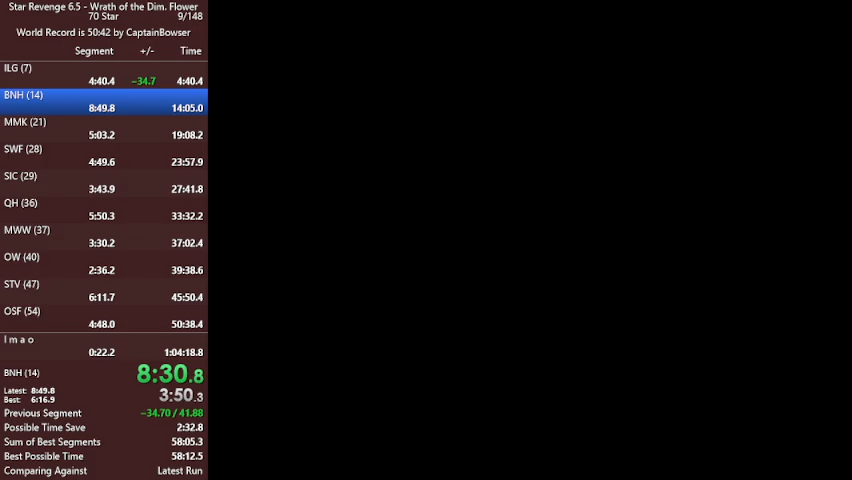 Star Revenge 6.5 - Wrath of the Dim. Flower
70 Star 9/148
World Record is 50:42 by CaptainBowser
Segment +/- Time
ILG (7)
4:40.4 −34.7 4:40.4
BNH (14)
8:49.8 14:05.0
MMK (21)
5:03.2 19:08.2
SWF (28)
4:49.6 23:57.9
SIC (29)
3:43.9 27:41.8
QH (36)
5:50.3 33:32.2
MWW (37)
3:30.2 37:02.4
OW (40)
2:36.2 39:38.6
STV (47)
6:11.7 45:50.4
OSF (54)
4:48.0 50:38.4
l m a o
0:22.2 1:04:18.8
BNH (14) 8:30.8
Latest: 8:49.8
Best: 6:16.9 3:50.3
Previous Segment −34.70 / 41.88
Possible Time Save 2:32.8
Sum of Best Segments 58:05.3
Best Possible Time 58:12.5
Comparing Against Latest Run